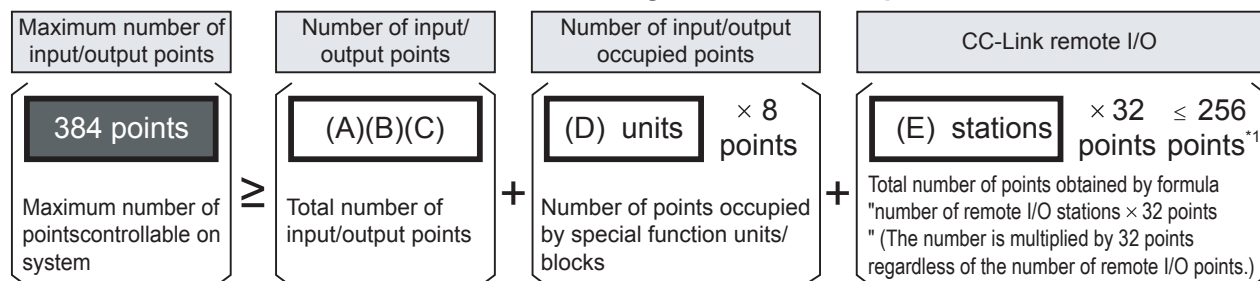 Maximum number of
input/output points
384 points
Maximum number of
pointscontrollable on
system
≥
Number of input/
output points
(A)(B)(C)
Total number of
input/output points
+
Number of input/output
occupied points
(D) units
× 8
points
Number of points occupied
by special function units/
blocks
+
CC-Link remote I/O
(E) stations
× 32
points
≤ 256
points*1
Total number of points obtained by formula
"number of remote I/O stations × 32 points
" (The number is multiplied by 32 points
regardless of the number of remote I/O points.)